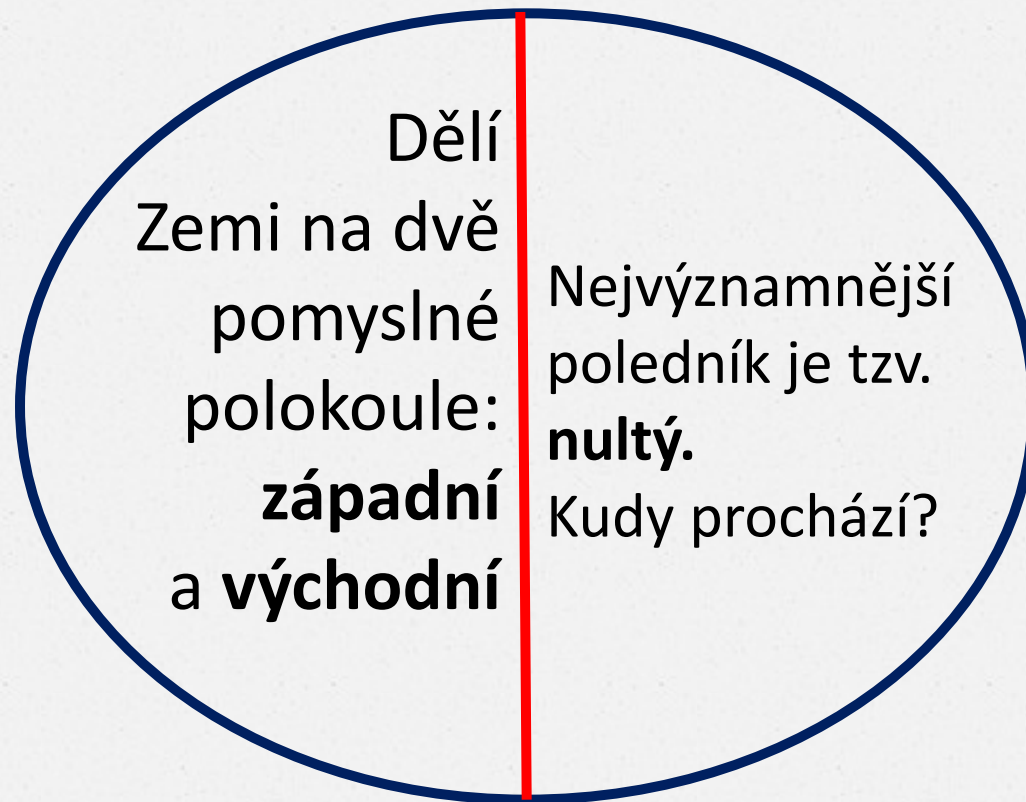 Dělí
Zemi na dvě
pomyslné
polokoule:
západní
a východní
Nejvýznamnější
poledník je tzv.
nultý.
Kudy prochází?